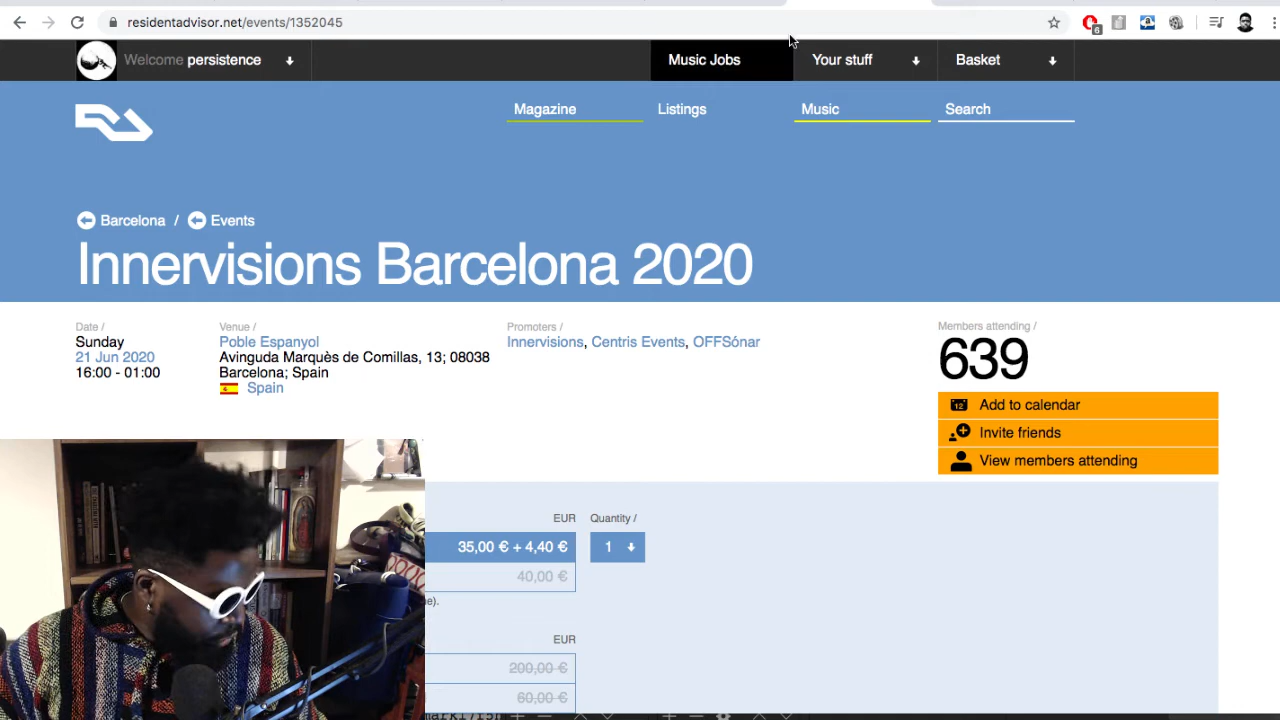 residentadvisor.net/events/1352045
6
Welcome persistence
Music Jobs
Your stuff
Basket
Magazine
Listings
Music
Search
Barcelona / Events
Innervisions Barcelona 2020
Date /
Sunday
21 Jun 2020
16:00 - 01:00
Venue /
Poble Espanyol
Avinguda Marquès de Comillas, 13; 08038
Barcelona; Spain
Spain
Promoters /
Innervisions, Centris Events, OFFSónar
Members attending /
639
12 Add to calendar
Invite friends
View members attending
EUR
Quantity /
35,00 € + 4,40 €
1
40,00 €
e).
EUR
200,00 €
60,00 €